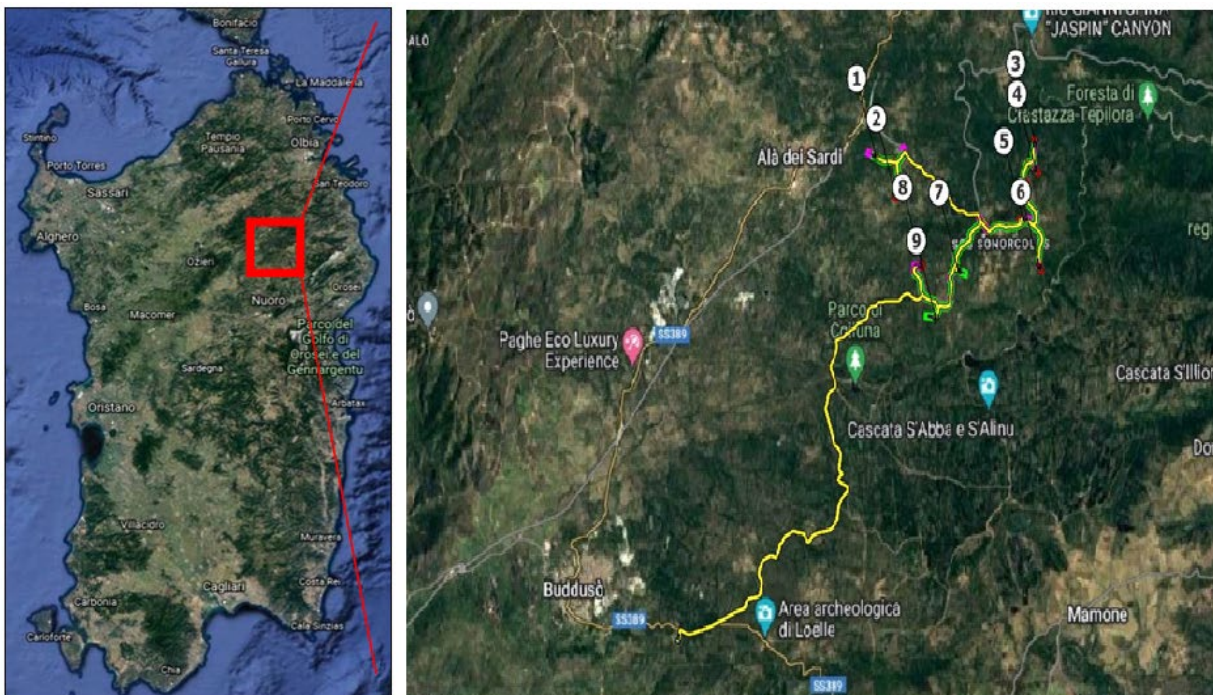 Bonifacio
Santa Teresa
Gallura
La Maddalena
Porto Cervo
Stintino
Tempio
Pausania
Olbia
Porto Torres
San Teodoro
Sassari
Alghero
Ozieri
Orosei
Nuoro
Bosa
Macomer
Parco del
Golfo di
Orosei e del
Gennargentu
Sardegna
Arbatax
Oristano
Villacidro
Muravera
Costa Rei
Cagliari
Carbonia
Cala Sinzias
Carloforte
Chia
"JASPIN" CANYON
1
3
4
Foresta di
Crastazza Tepilora
2
5
Alà dei Sardi
8
7
6
9
Parco di
SS389
Paghe Eco Luxury
Experience
Cascata S'Abba e S'Alinu
Buddusò
SS389
Area archeologica
di Loelle
Mamone
SS389